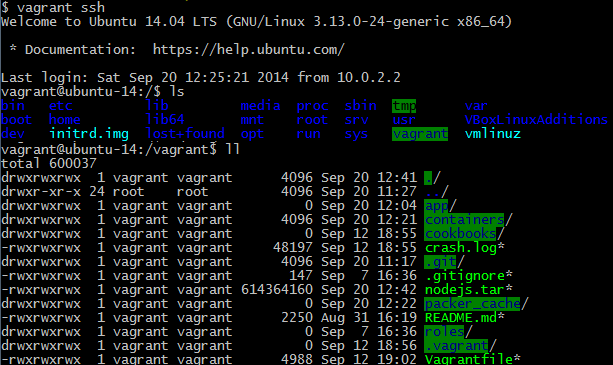 $ vagrant ssh
Welcome to Ubuntu 14.04 LTS (GNU/Linux 3.13.0-24-generic x86_64)
* Documentation:  https://help.ubuntu.com/
Last login: Sat Sep 20 12:25:21 2014 from 10.0.2.2
vagrant@ubuntu-14:/$ ls
bin   etc         lib         media  proc  sbin  tmp      var
boot  home        lib64       mnt    root  srv   usr      VBoxLinuxAdditions
dev   initrd.img  lost+found  opt    run   sys   vagrant  vmlinuz
vagrant@ubuntu-14:/vagrant$ ll
total 600037
drwxrwxrwx  1 vagrant vagrant      4096 Sep 20 12:41 ./
drwxr-xr-x 24 root    root         4096 Sep 20 11:27 ../
drwxrwxrwx  1 vagrant vagrant         0 Sep 20 12:04 app/
drwxrwxrwx  1 vagrant vagrant      4096 Sep 20 12:21 containers/
drwxrwxrwx  1 vagrant vagrant         0 Sep 12 18:55 cookbooks/
-rwxrwxrwx  1 vagrant vagrant     48197 Sep 12 18:55 crash.log*
drwxrwxrwx  1 vagrant vagrant      4096 Sep 20 11:17 .git/
-rwxrwxrwx  1 vagrant vagrant       147 Sep  7 16:36 .gitignore*
-rwxrwxrwx  1 vagrant vagrant 614364160 Sep 20 12:42 nodejs.tar*
drwxrwxrwx  1 vagrant vagrant         0 Sep 20 12:22 packer_cache/
-rwxrwxrwx  1 vagrant vagrant      2250 Aug 31 16:19 README.md*
drwxrwxrwx  1 vagrant vagrant         0 Sep  7 16:36 roles/
drwxrwxrwx  1 vagrant vagrant         0 Sep 12 18:56 .vagrant/
-rwxrwxrwx  1 vagrant vagrant      4988 Sep 12 19:02 Vagrantfile*